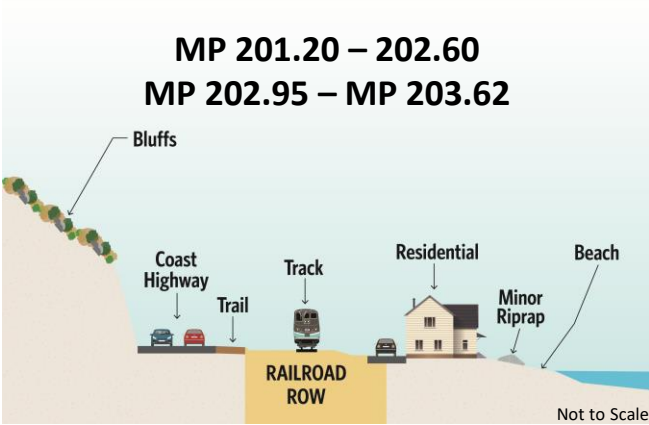 MP 201.20 – 202.60
MP 202.95 – MP 203.62
Bluffs
Coast
Highway
Trail
Track
Residential
Minor
Riprap
Beach
RAILROAD
ROW
Not to Scale